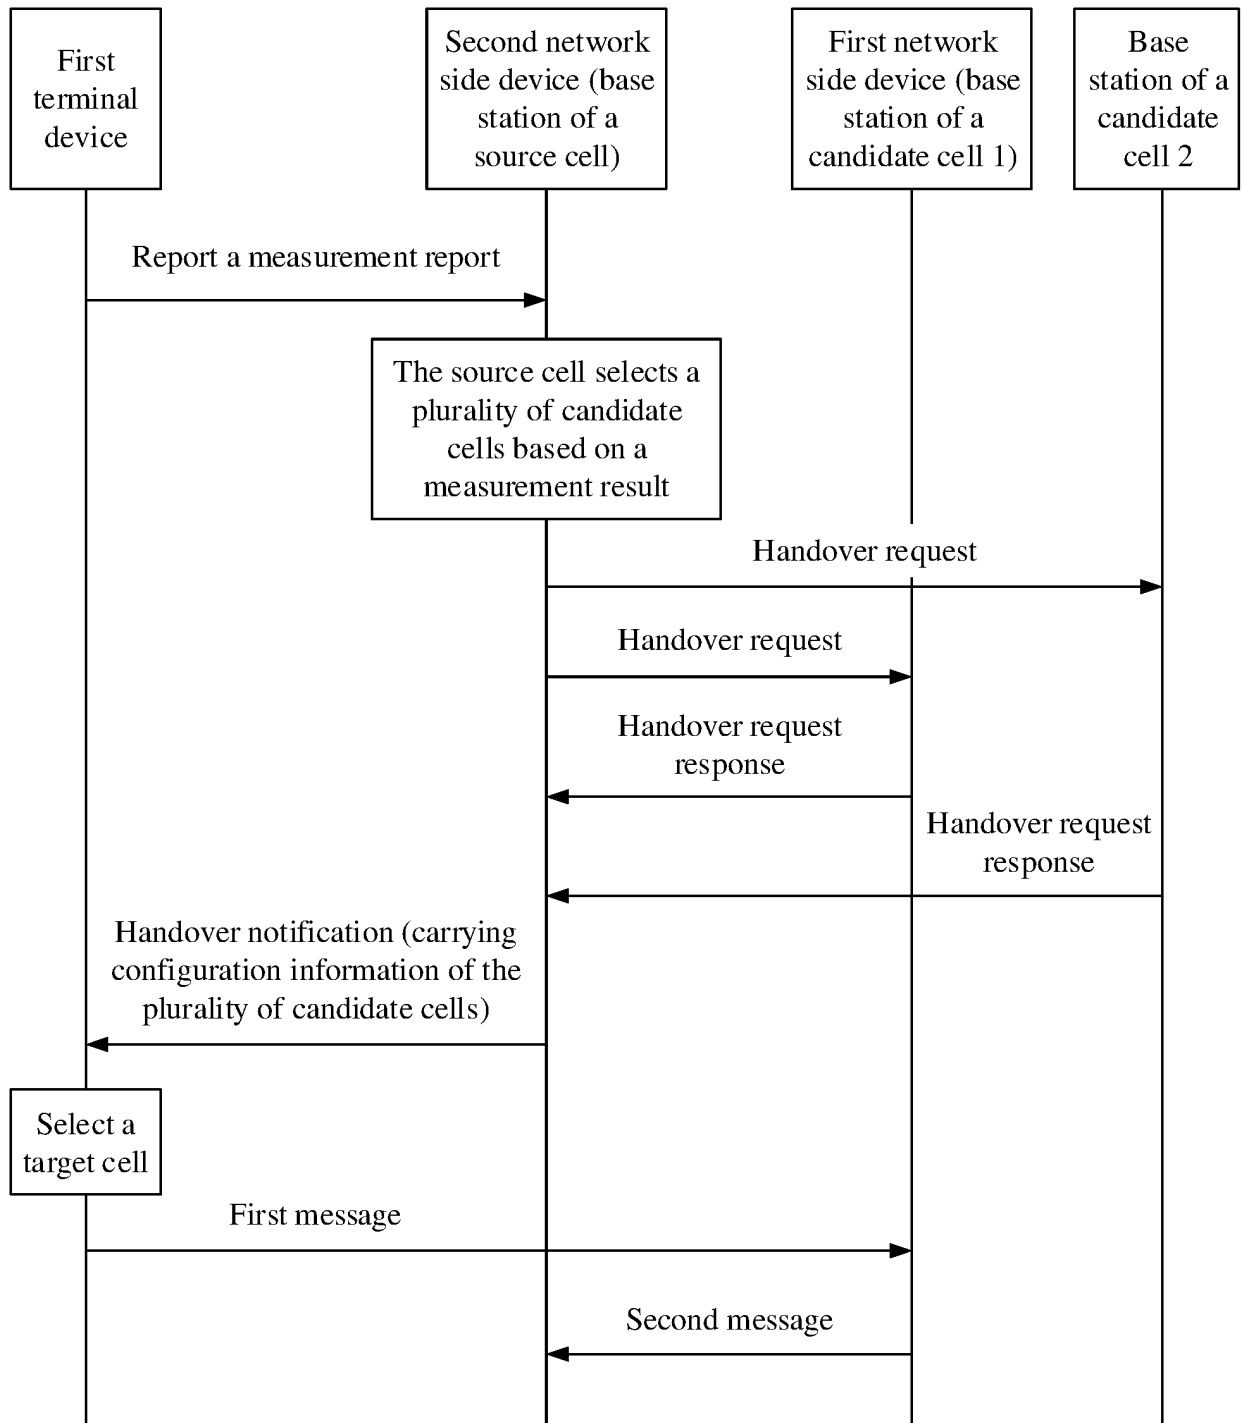 First
terminal
device
Second network
side device (base
station of a
source cell)
First network
side device (base
station of a
candidate cell 1)
Base
station of a
candidate
cell 2
Report a measurement report
The source cell selects a
plurality of candidate
cells based on a
measurement result
Handover request
Handover request
Handover request
response
Handover request
response
Handover notification (carrying
configuration information of the
plurality of candidate cells)
Select a
target cell
First message
Second message